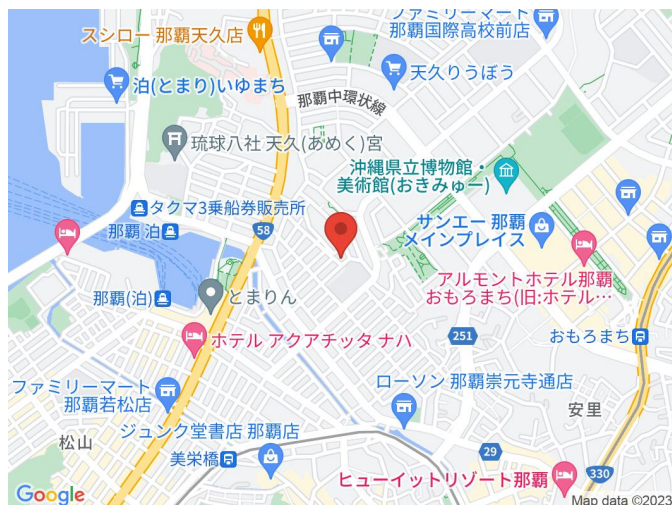 ファミリーマート
那覇国際高校前店
スシロー 那覇天久店
天久りうぼう
泊(とまり)いゆまち
那覇中環状線
琉球八社 天久(あめく)宮
沖縄県立博物館・
美術館(おきみゅー)
タクマ3乗船券販売所
サンエー 那覇
メインプレイス
58
那覇 泊
アルモントホテル那覇
おもろまち(旧:ホテル…
那覇(泊)
とまりん
ホテル アクアチッタ ナハ
251
おもろまち
ファミリーマート
那覇若松店
ローソン 那覇崇元寺通店
安里
松山
ジュンク堂書店 那覇店
美栄橋
29
ヒューイットリゾート那覇
330
Google
Map data ©2023